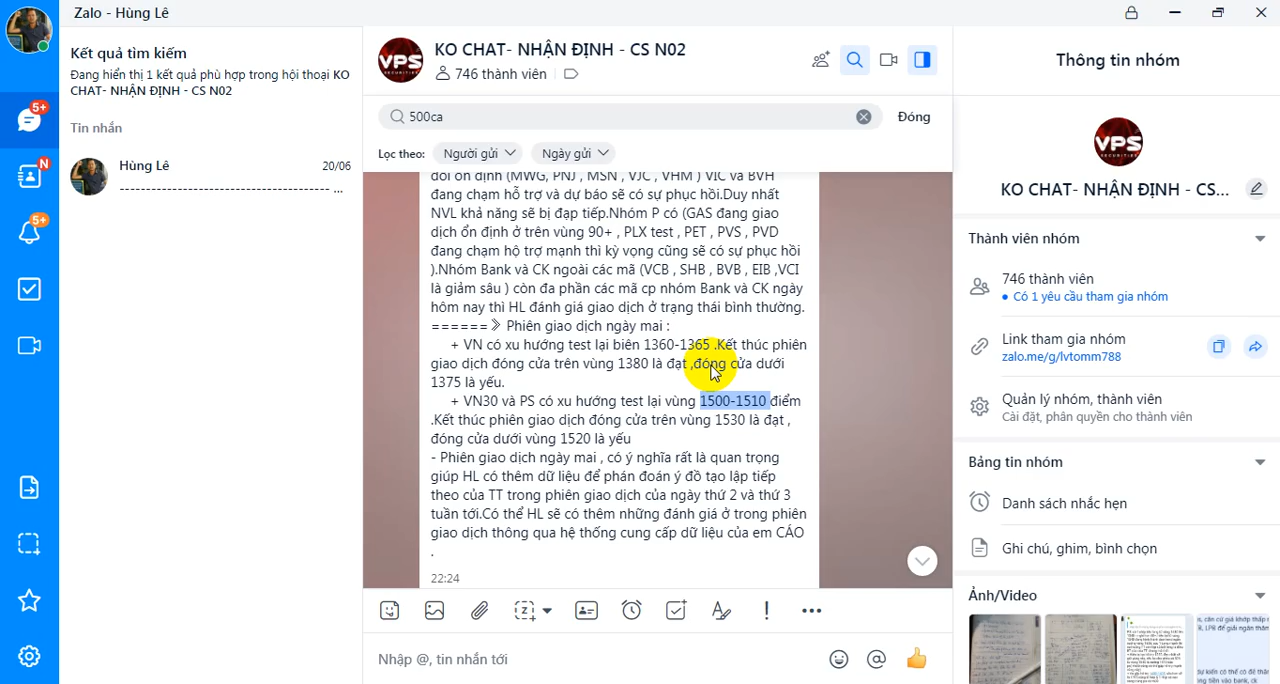 Zalo - Hùng Lê
Kết quả tìm kiếm
Đang hiển thị 1 kết quả phù hợp trong hội thoại KO
CHAT- NHẬN ĐỊNH - CS N02
Tin nhắn
Hùng Lê
20/06
--------------------------------------- ...
5+
N
5+
VPS
SECURITIES
KO CHAT- NHẬN ĐỊNH - CS N02
746 thành viên
500ca
Đóng
Lọc theo:
Người gửi
Ngày gửi
đối ổn định (MWG, PNJ , MSN , VJC , VHM ) VIC và BVH
đang chạm hỗ trợ và dự báo sẽ có sự phục hồi.Duy nhất
NVL khả năng sẽ bị đạp tiếp.Nhóm P có (GAS đang giao
dịch ổn định ở trên vùng 90+ , PLX test , PET , PVS , PVD
đang chạm hộ trợ mạnh thì kỳ vọng cũng sẽ có sự phục hồi
).Nhóm Bank và CK ngoài các mã (VCB , SHB , BVB , EIB ,VCI
là giảm sâu ) còn đa phần các mã cp nhóm Bank và CK ngày
hôm nay thì HL đánh giá giao dịch ở trạng thái bình thường.
======》 Phiên giao dịch ngày mai :
+ VN có xu hướng test lại biên 1360-1365 .Kết thúc phiên
giao dịch đóng cửa trên vùng 1380 là đạt ,đóng cửa dưới
1375 là yếu.
+ VN30 và PS có xu hướng test lại vùng 1500-1510 điểm
.Kết thúc phiên giao dịch đóng cửa trên vùng 1530 là đạt ,
đóng cửa dưới vùng 1520 là yếu
- Phiên giao dịch ngày mai , có ý nghĩa rất là quan trọng
giúp HL có thêm dữ liệu để phán đoán ý đồ tạo lập tiếp
theo của TT trong phiên giao dịch của ngày thứ 2 và thứ 3
tuần tới.Có thể HL sẽ có thêm những đánh giá ở trong phiên
giao dịch thông qua hệ thống cung cấp dữ liệu của em CÁO
.
22:24
Nhập @, tin nhắn tới
Thông tin nhóm
VPS
SECURITIES
KO CHAT- NHẬN ĐỊNH - CS...
Thành viên nhóm
746 thành viên
• Có 1 yêu cầu tham gia nhóm
Link tham gia nhóm
zalo.me/g/lvtomm788
Quản lý nhóm, thành viên
Cài đặt, phân quyền cho thành viên
Bảng tin nhóm
Danh sách nhắc hẹn
Ghi chú, ghim, bình chọn
Ảnh/Video